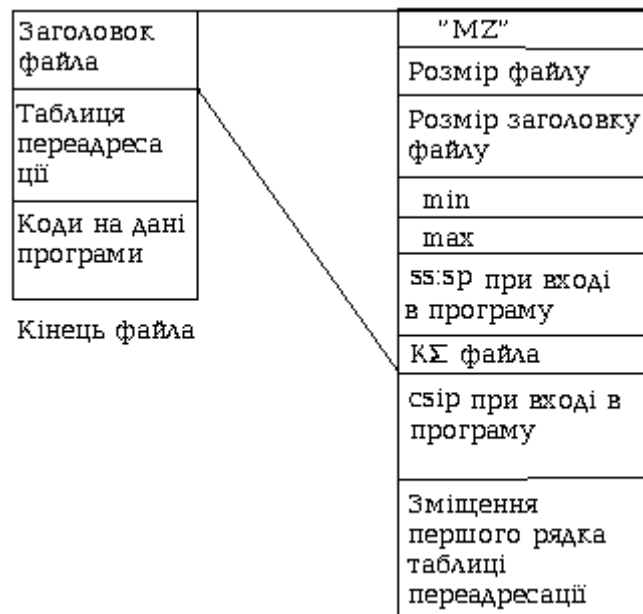 Заголовок
файла
Таблиця
переадреса
ції
Коди на дані
програми
Кінець файла
"MZ"
Розмір файлу
Розмір заголовку
файлу
min
max
ss:sp при вході
в програму
КΣ файла
csip при вході в
програму
Зміщення
першого рядка
таблиці
переадресації